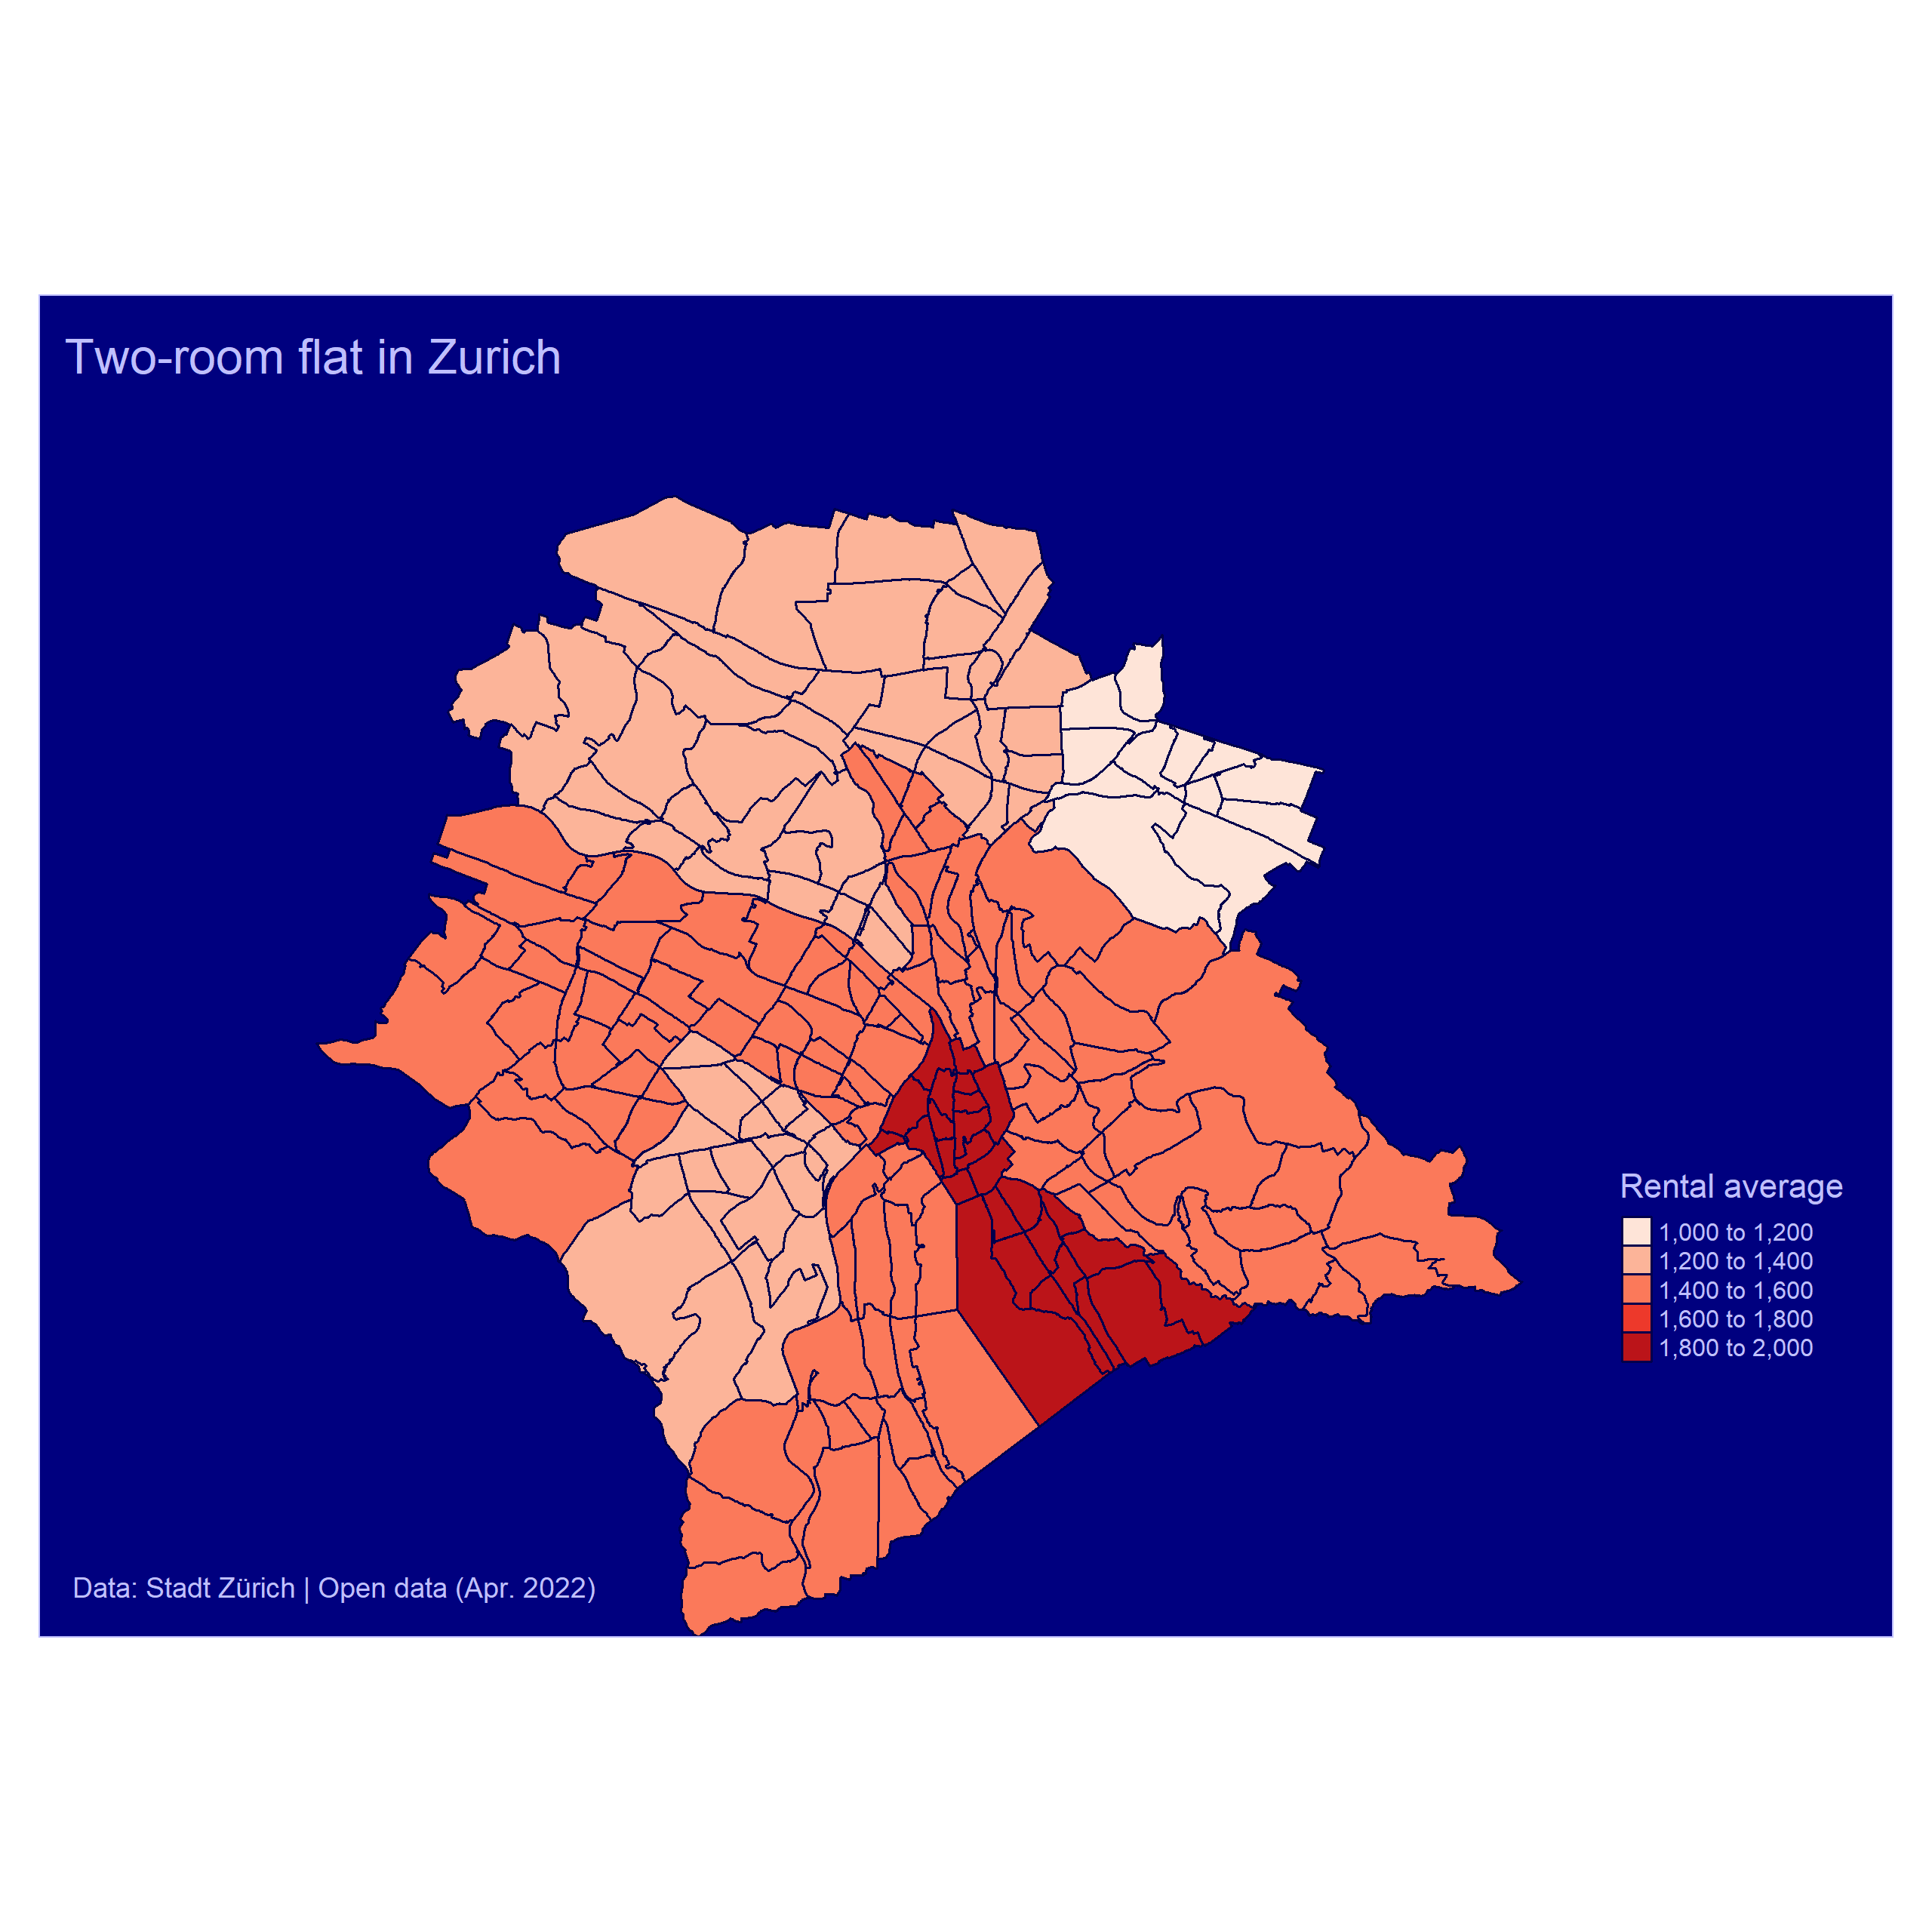 Two-room flat in Zurich
Rental average
1,000 to 1,200
1,200 to 1,400
1,400 to 1,600
1,600 to 1,800
1,800 to 2,000
Data: Stadt Zürich | Open data (Apr. 2022)